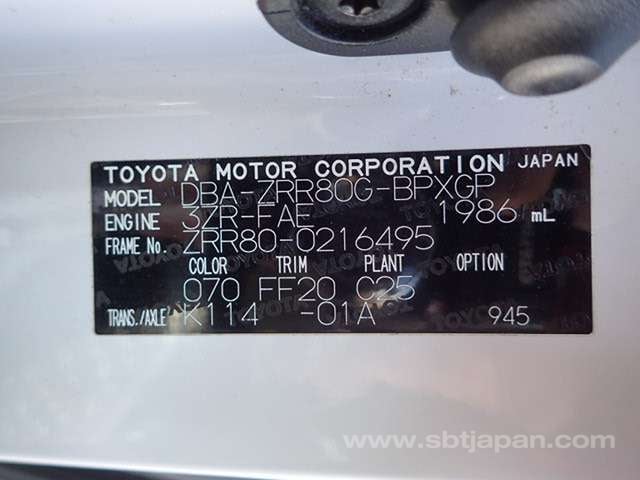 TOYOTA MOTOR CORPORATION JAPAN
MODEL DBA-ZRR80G-BPXGP
ENGINE 3ZR-FAE 1986 mL
FRAME No. ZRR80-0216495
COLOR TRIM PLANT OPTION
070 FF20 C25
TRANS./AXLE K114 -01A 945
www.sbtjapan.com